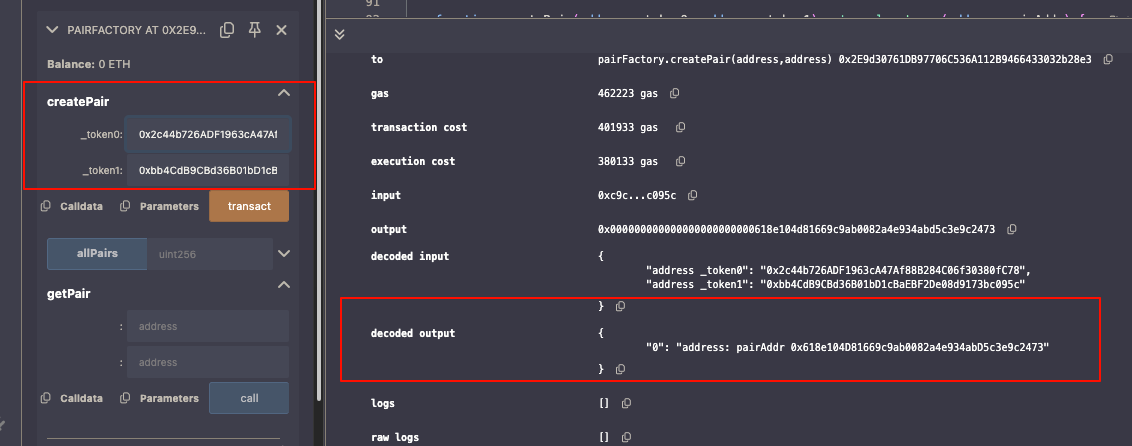 PAIRFACTORY AT 0X2E9...
Balance: 0 ETH
createPair
_token0: 0x2c44b726ADF1963cA47Af
_token1: 0xbb4CdB9CBd36B01bD1cB
Calldata Parameters transact
allPairs uint256
getPair
: address
: address
Calldata Parameters call
91
to pairFactory.createPair(address,address) 0x2E9d30761DB97706C536A112B9466433032b28e3
gas 462223 gas
transaction cost 401933 gas
execution cost 380133 gas
input 0xc9c...c095c
output 0x000000000000000000000000618e104d81669c9ab0082a4e934abd5c3e9c2473
decoded input {
"address _token0": "0x2c44b726ADF1963cA47Af88B284C06f30380fC78",
"address _token1": "0xbb4CdB9CBd36B01bD1cBaEBF2De08d9173bc095c"
}
decoded output {
"0": "address: pairAddr 0x618e104D81669c9ab0082a4e934abD5c3e9c2473"
}
logs []
raw logs []